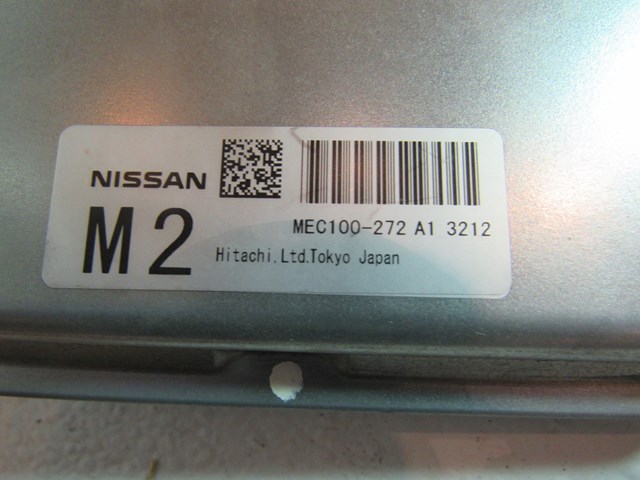 NISSAN
M2
MEC100-272 A1 3212
Hitachi.Ltd.Tokyo Japan